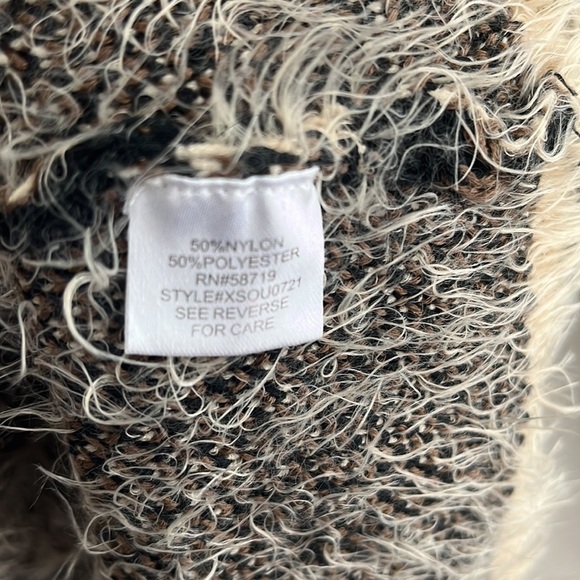 50%NYLON
50%POLYESTER
RN#58719
STYLE#XSOU0721
SEE REVERSE
FOR CARE